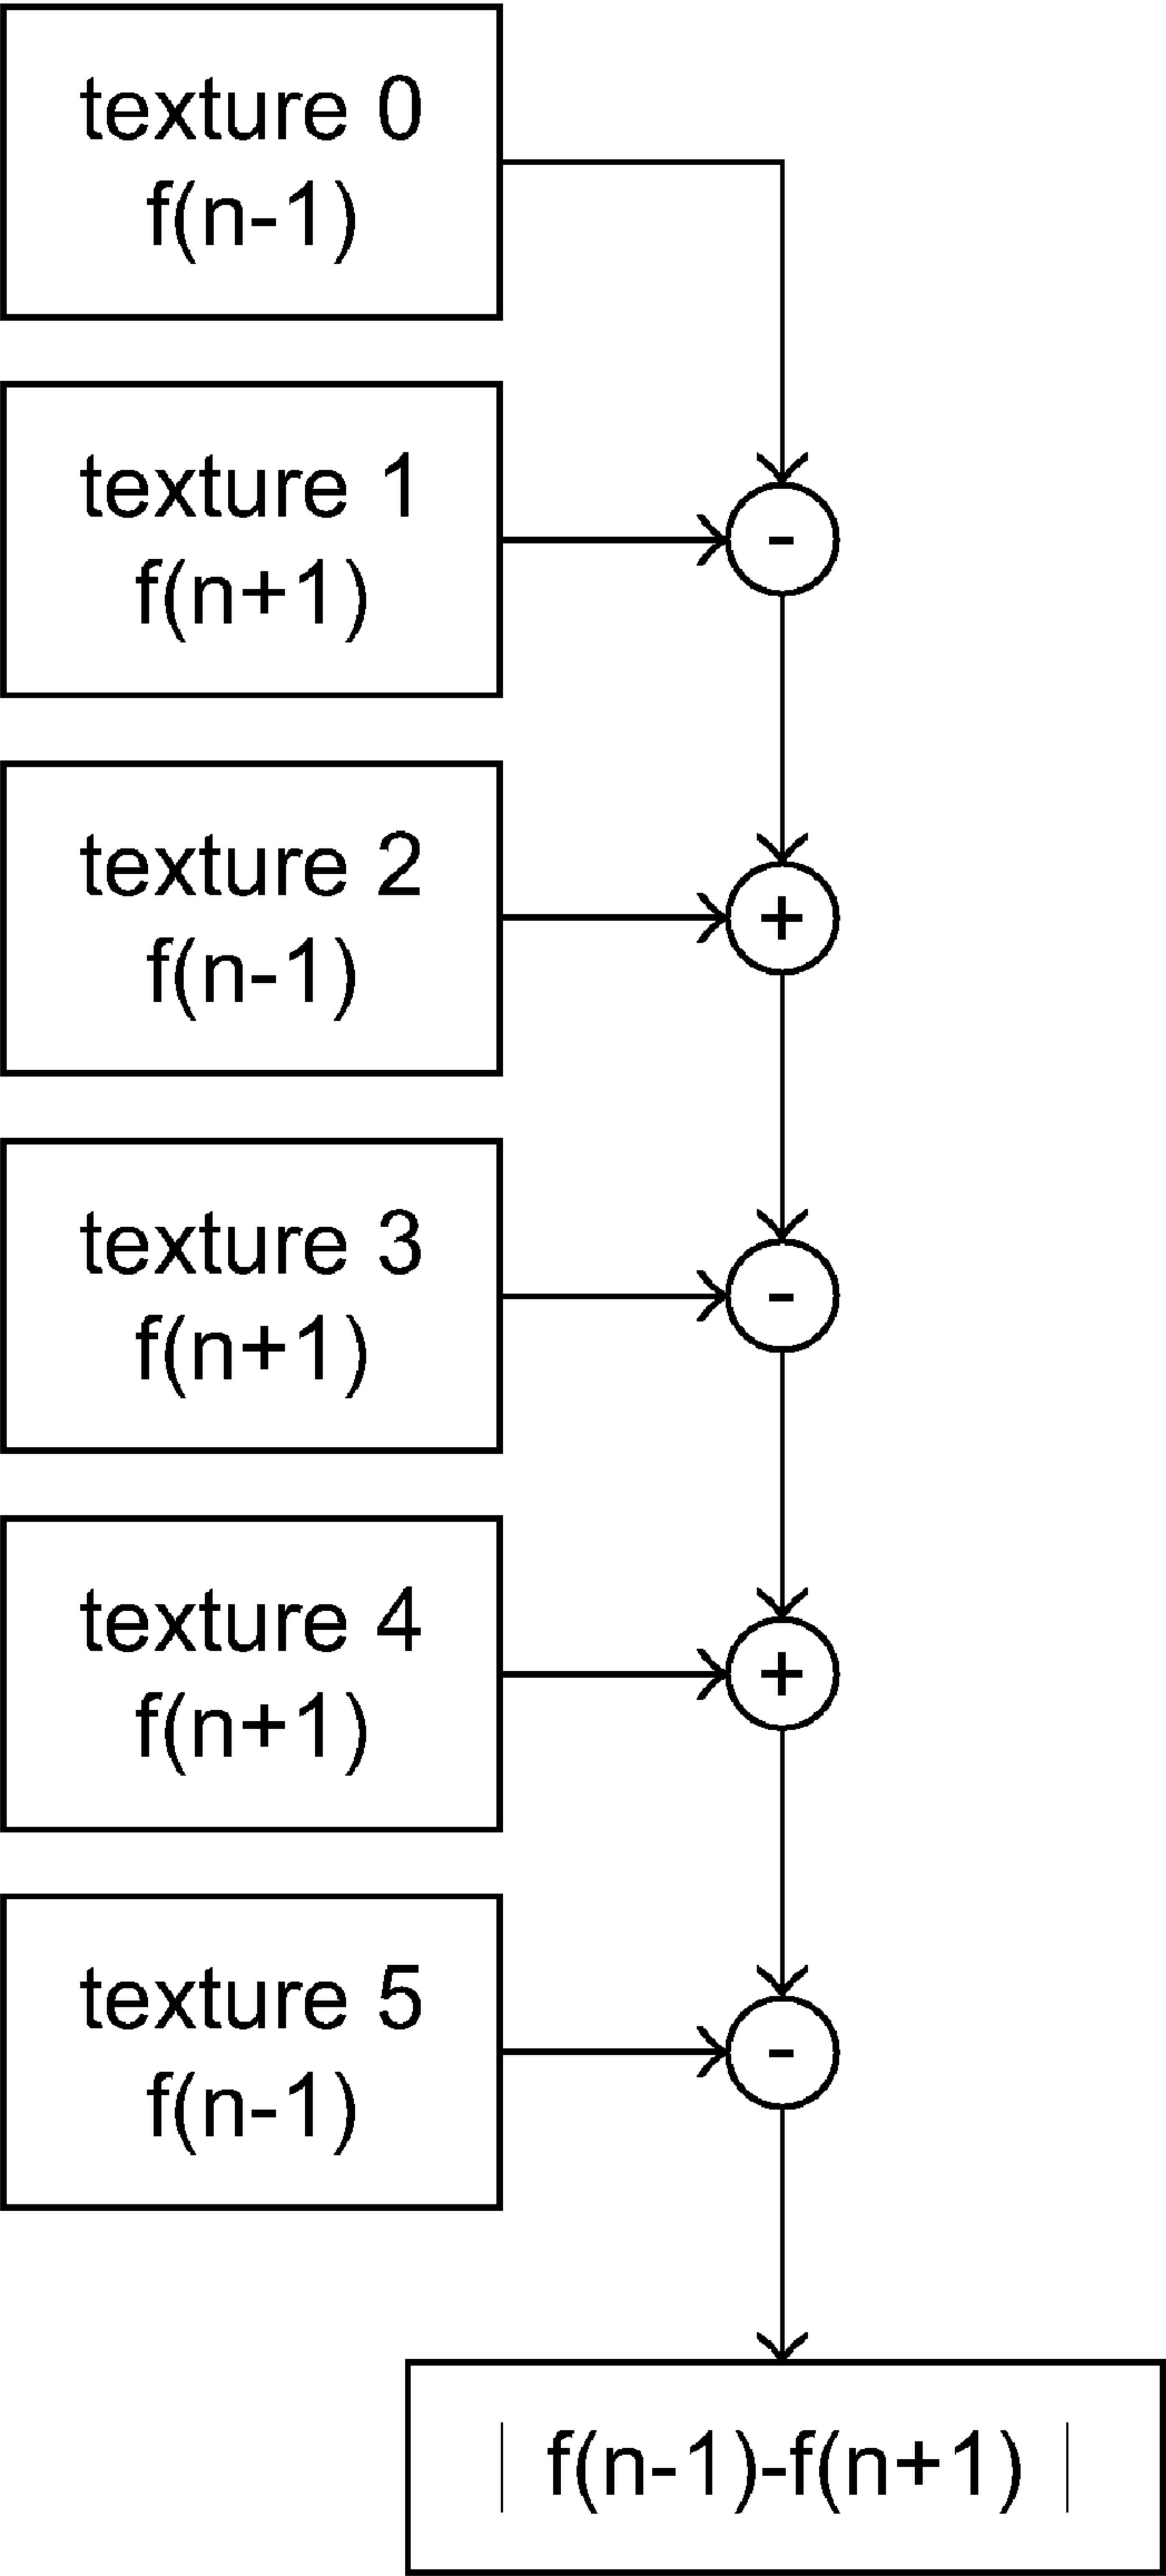 texture 0
f(n-1)
texture 1
f(n+1)
-
texture 2
f(n-1)
+
texture 3
f(n+1)
-
texture 4
f(n+1)
+
texture 5
f(n-1)
-
| f(n-1)-f(n+1) |